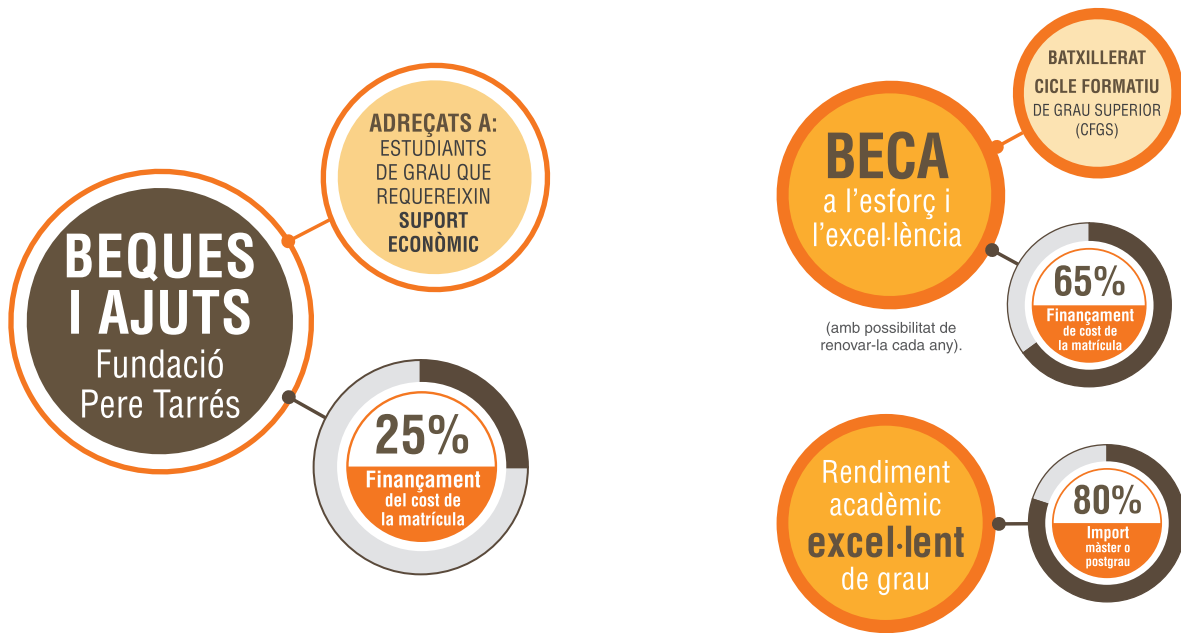 BEQUES
I AJUTS
Fundació
Pere Tarrés
ADREÇATS A:
ESTUDIANTS
DE GRAU QUE
REQUEREIXIN
SUPORT
ECONÒMIC
25%
Finançament
del cost de
la matrícula
BECA
a l'esforç i
l'excel·lència
(amb possibilitat de
renovar-la cada any).
BATXILLERAT
CICLE FORMATIU
DE GRAU SUPERIOR
(CFGS)
65%
Finançament
de cost de
la matrícula
Rendiment
acadèmic
excel·lent
de grau
80%
Import
màster o
postgrau